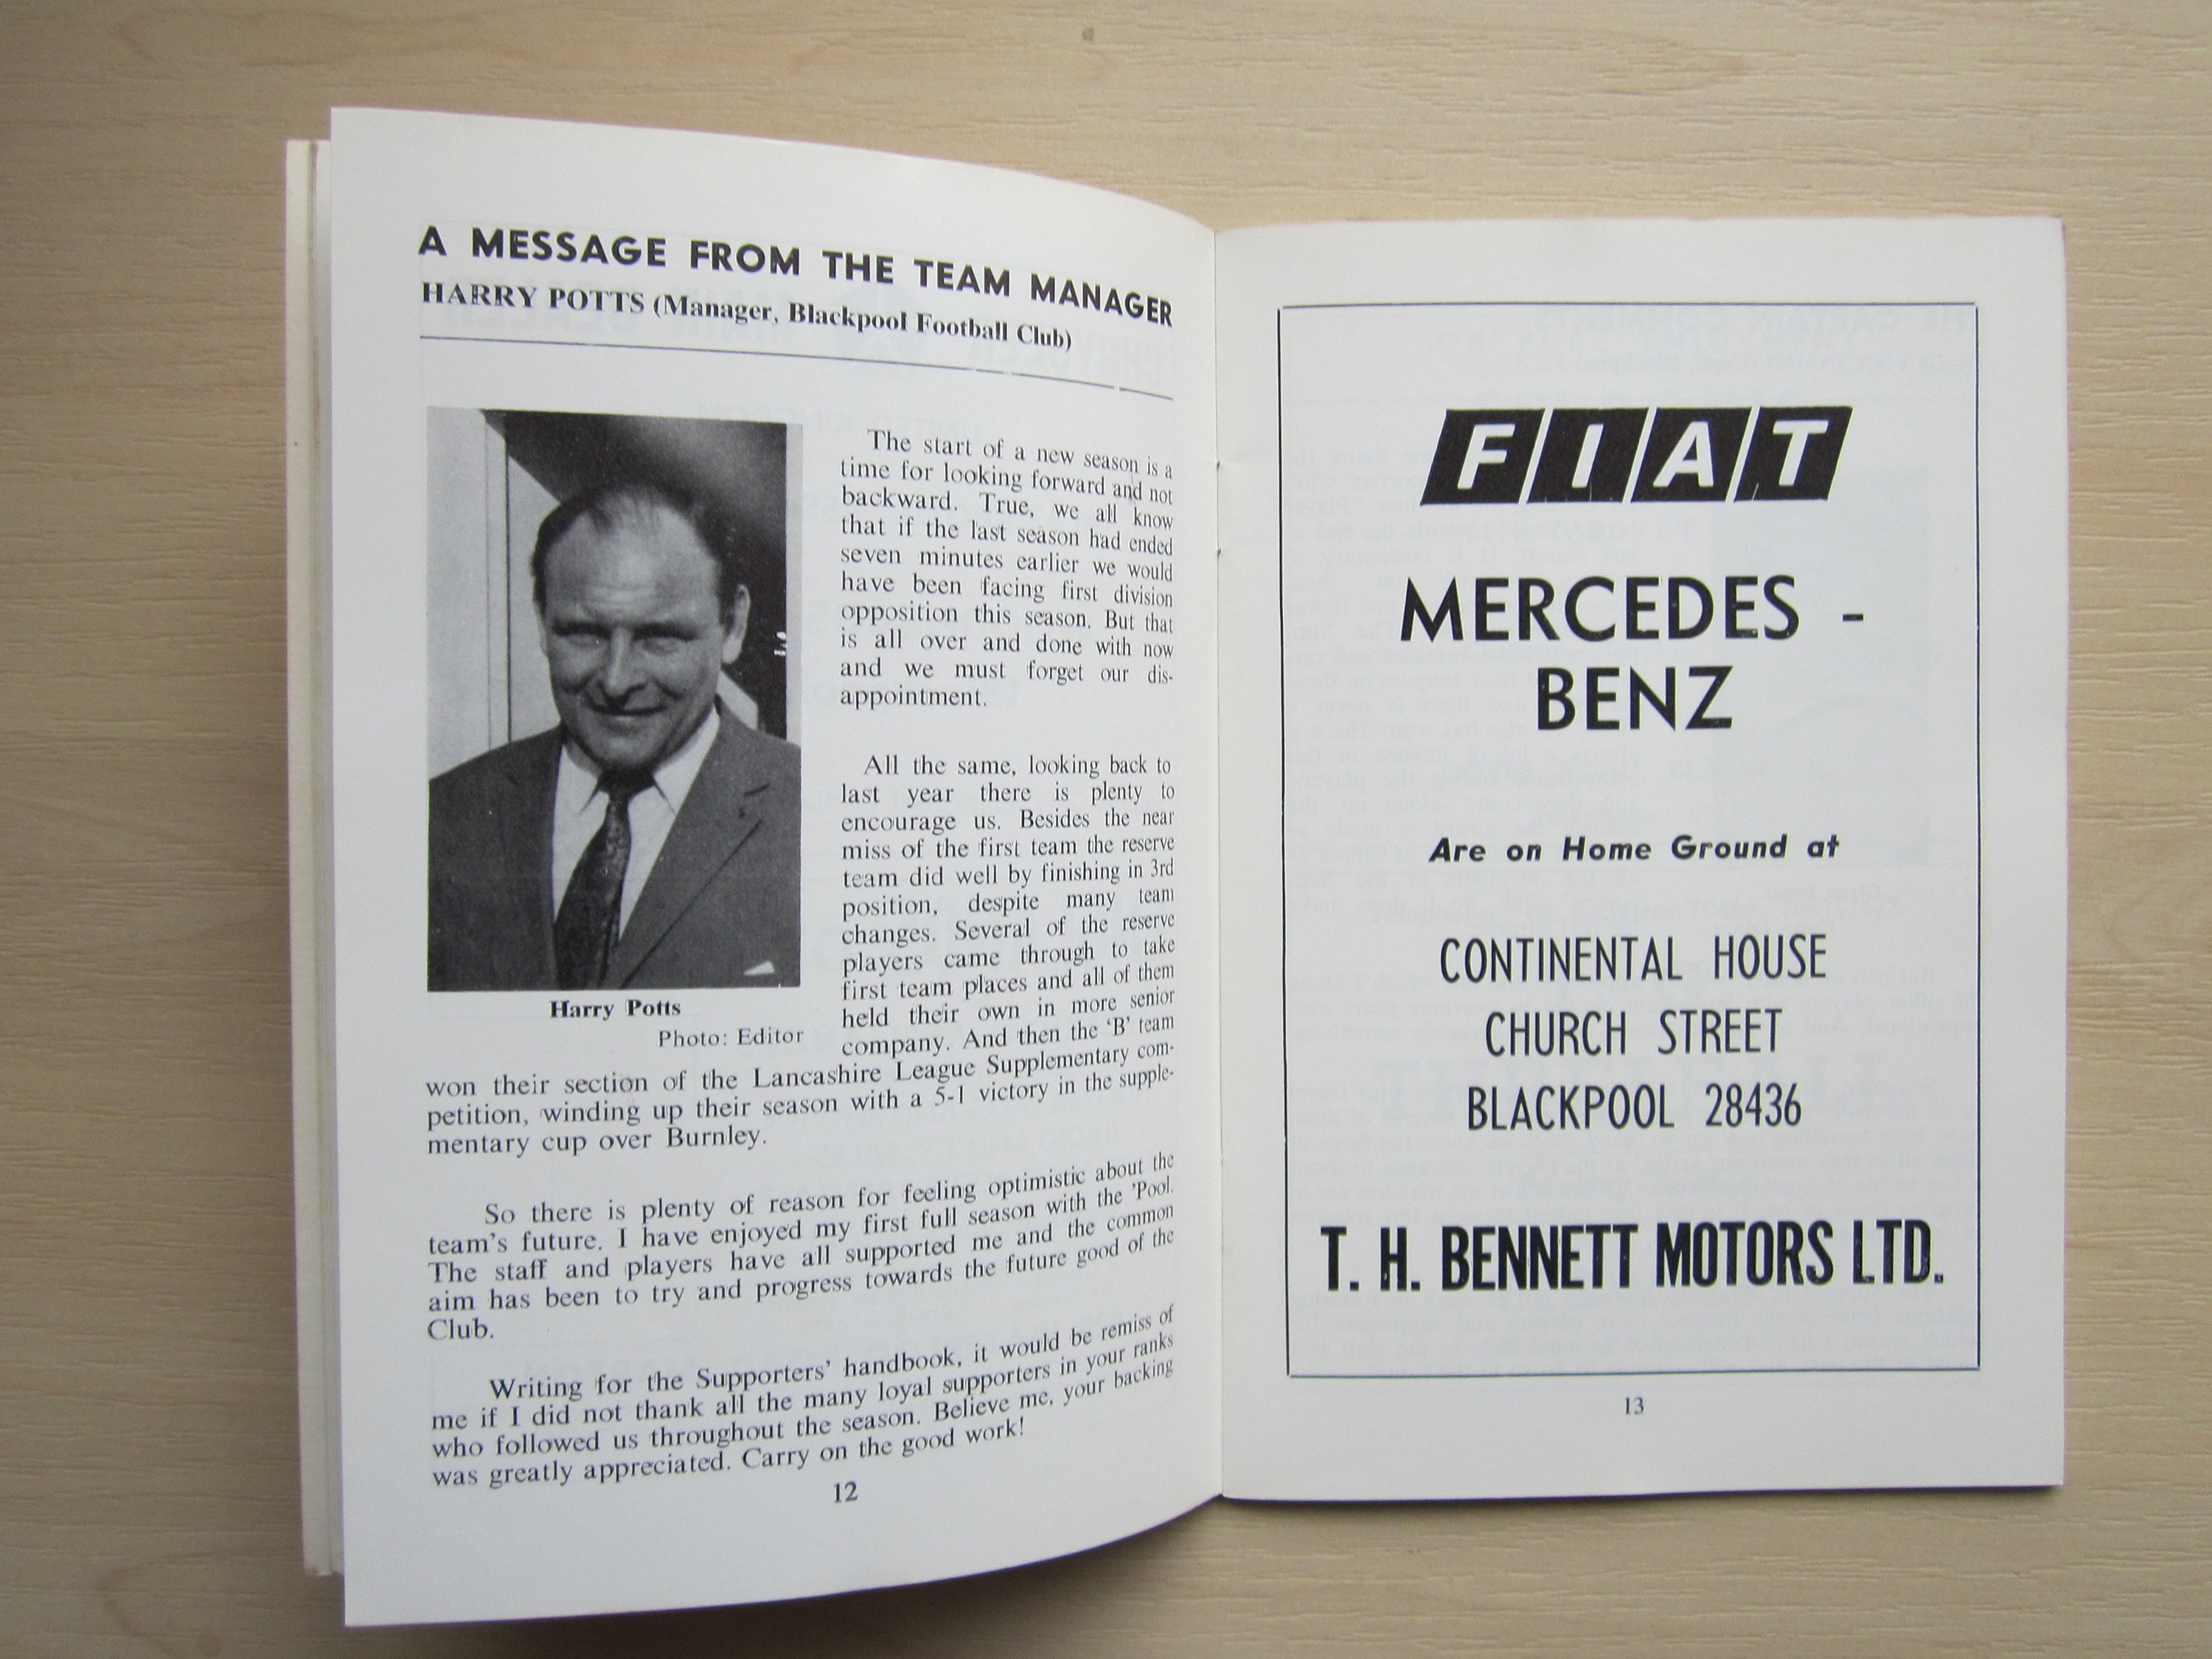 A MESSAGE FROM THE TEAM MANAGER
HARRY POTTS (Manager, Blackpool Football Club)
The start of a new season is a
time for looking forward and not
backward. True, we all know
that if the last season had ended
seven minutes earlier we would
have been facing first division
opposition this season. But that
is all over and done with now
and we must forget our dis-
appointment.
All the same, looking back to
last year there is plenty to
encourage us. Besides the near
miss of the first team the reserve
team did well by finishing in 3rd
position, despite many team
changes. Several of the reserve
players came through to take
first team places and all of them
held their own in more senior
company. And then the 'B' team
Harry Potts
Photo: Editor
won their section of the Lancashire League Supplementary com-
petition, winding up their season with a 5-1 victory in the supple-
mentary cup over Burnley.
So there is plenty of reason for feeling optimistic about the
team's future. I have enjoyed my first full season with the 'Pool.
The staff and players have all supported me and the common
aim has been to try and progress towards the future good of the
Club.
Writing for the Supporters' handbook, it would be remiss of
me if I did not thank all the many loyal supporters in your ranks
who followed us throughout the season. Believe me, your backing
was greatly appreciated. Carry on the good work!
12
FIAT
MERCEDES -
BENZ
Are on Home Ground at
CONTINENTAL HOUSE
CHURCH STREET
BLACKPOOL 28436
T. H. BENNETT MOTORS LTD.
13